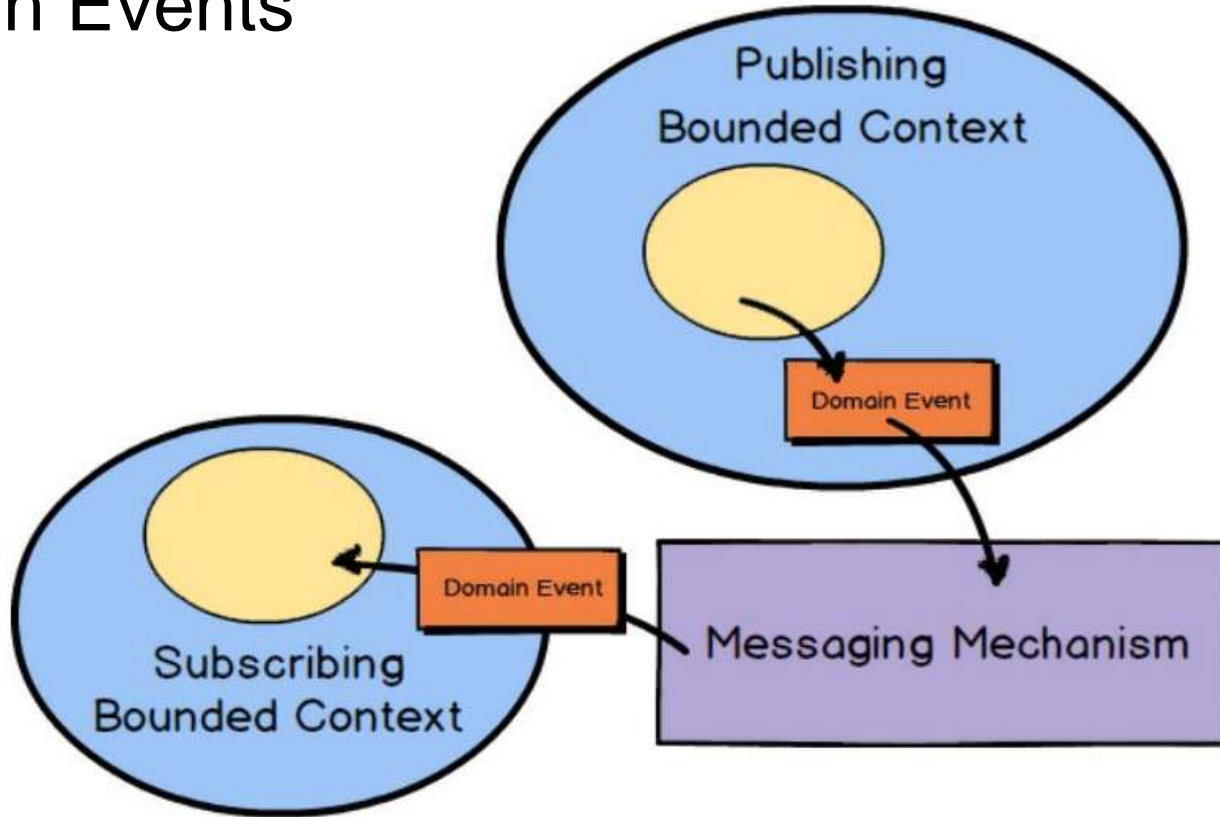 n Events
Publishing
Bounded Context
Domain Event
Domain Event
Subscribing
Bounded Context
Messaging Mechanism